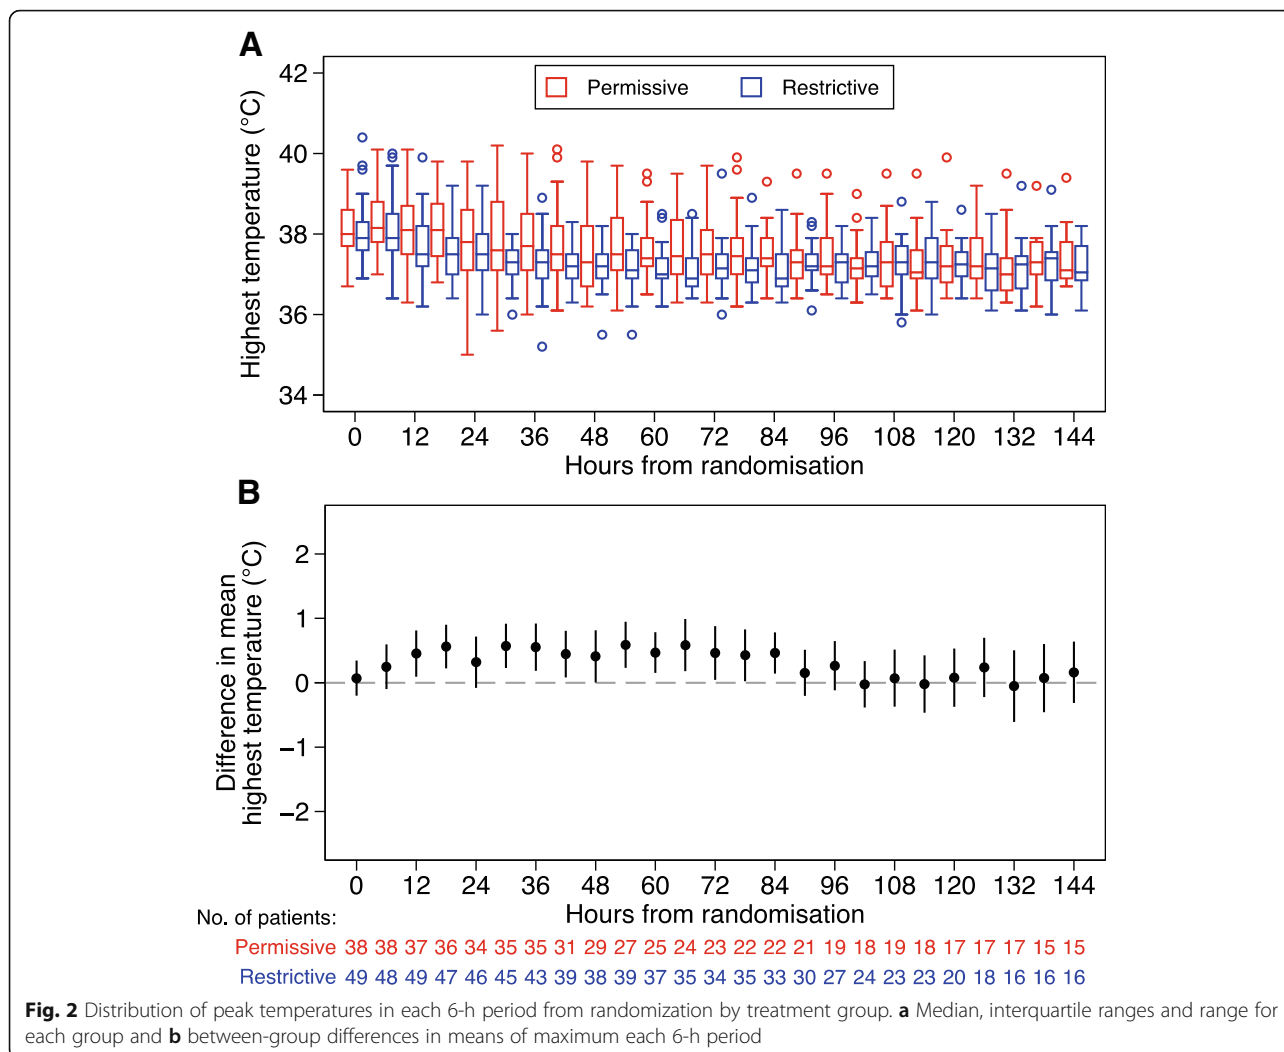 A
Highest temperature (°C)
42
40
38
36
34
Permissive Restrictive
0 12 24 36 48 60 72 84 96 108 120 132 144
Hours from randomisation
B
Difference in mean
highest temperature (°C)
2
1
0
−1
−2
0 12 24 36 48 60 72 84 96 108 120 132 144
Hours from randomisation
No. of patients:
Permissive 38 38 37 36 34 35 35 31 29 27 25 24 23 22 22 21 19 18 19 18 17 17 17 15 15
Restrictive 49 48 49 47 46 45 43 39 38 39 37 35 34 35 33 30 27 24 23 23 20 18 16 16 16
Fig. 2 Distribution of peak temperatures in each 6-h period from randomization by treatment group. a Median, interquartile ranges and range for
each group and b between-group differences in means of maximum each 6-h period